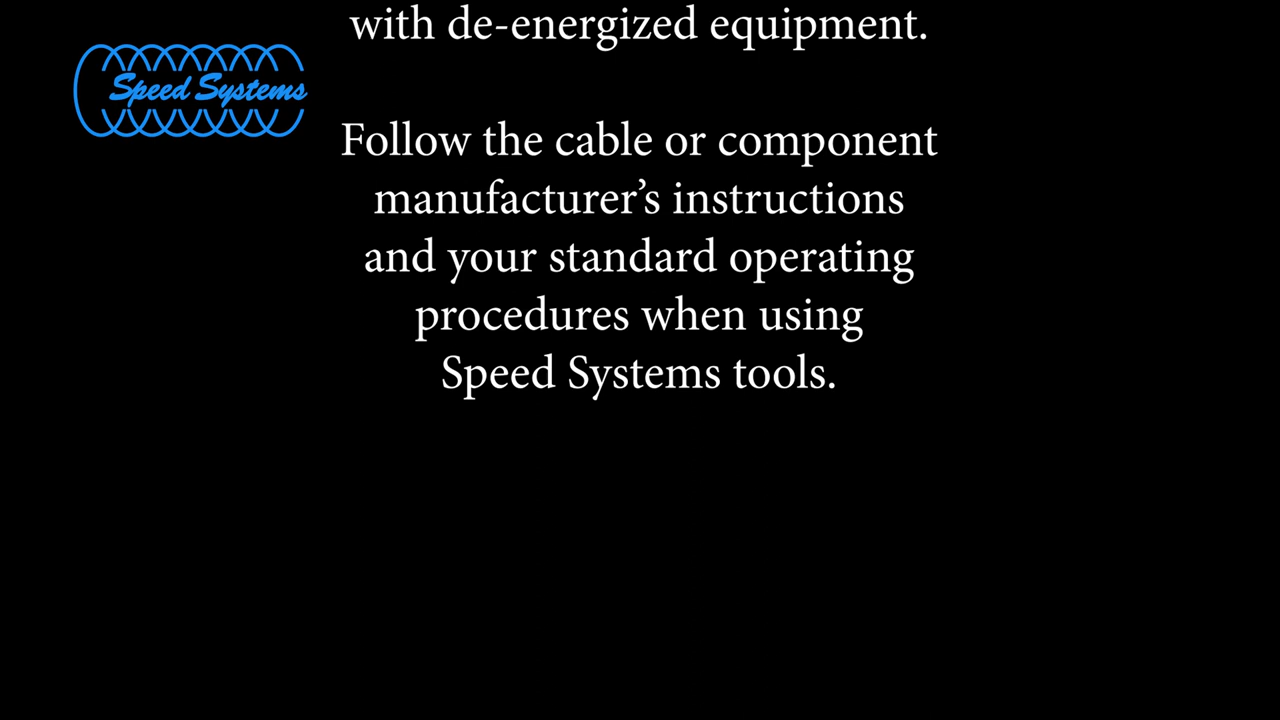 with de-energized equipment.
Speed Systems
Follow the cable or component
manufacturer’s instructions
and your standard operating
procedures when using
Speed Systems tools.